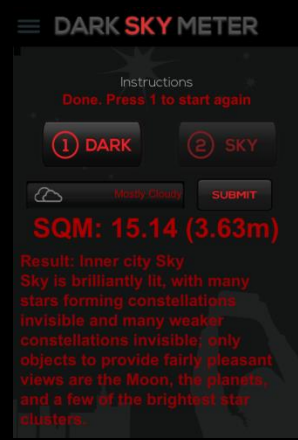 DARK SKY METER
Instructions
Done. Press 1 to start again
1 DARK
2 SKY
Mostly Cloudy
SUBMIT
SQM: 15.14 (3.63m)
Result: Inner city Sky
Sky is brilliantly lit, with many
stars forming constellations
invisible and many weaker
constellations invisible; only
objects to provide fairly pleasant
views are the Moon, the planets,
and a few of the brightest star
clusters.